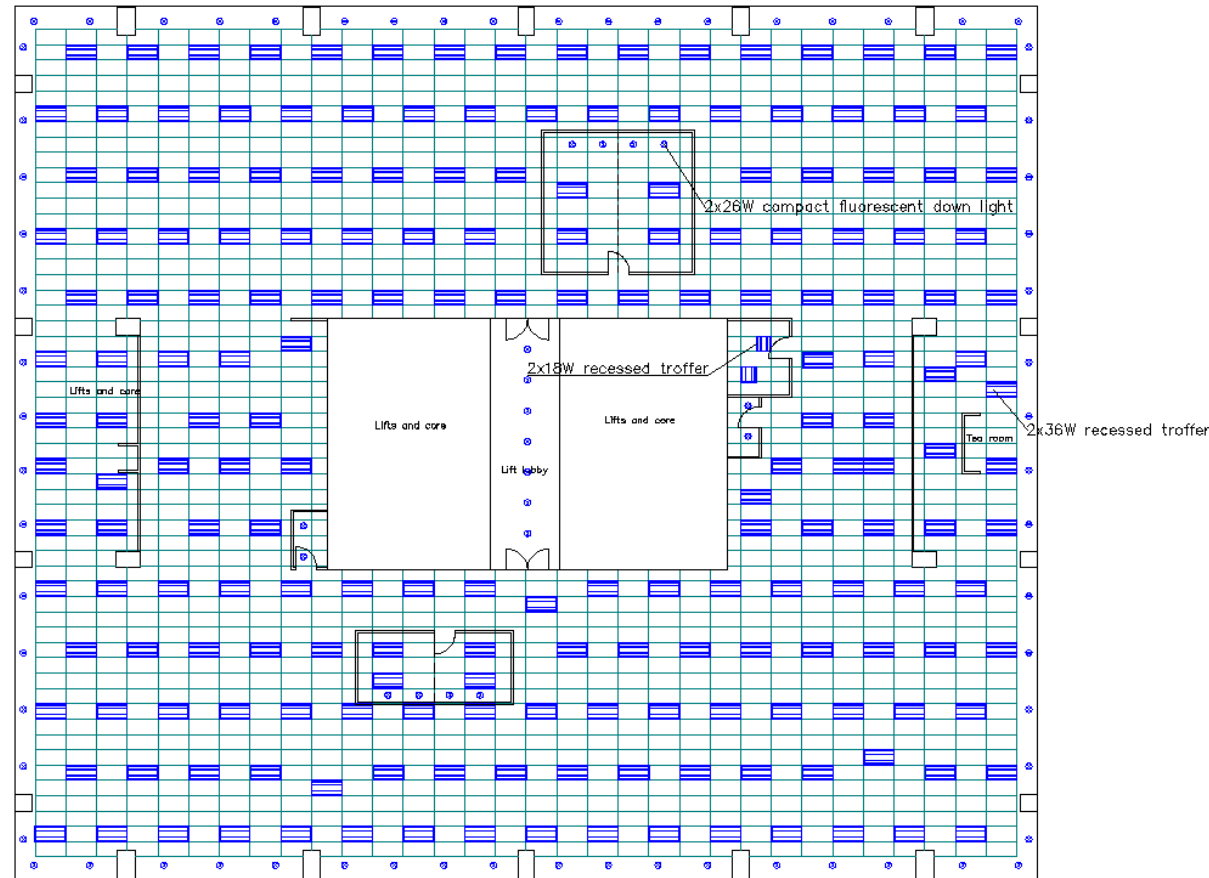 2x26W compact fluorescent down light
2x18W recessed troffer
Lifts and core
2x36W recessed troffer
Lifts and core
Lifts and core
Tea room
Lift lobby